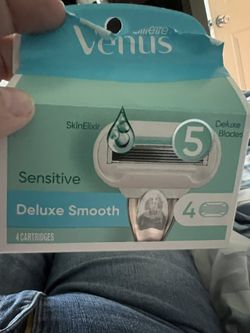 Gillette
Venus
SkinElixir
5
Deluxe
Blades
Sensitive
Deluxe Smooth
4
4 CARTRIDGES